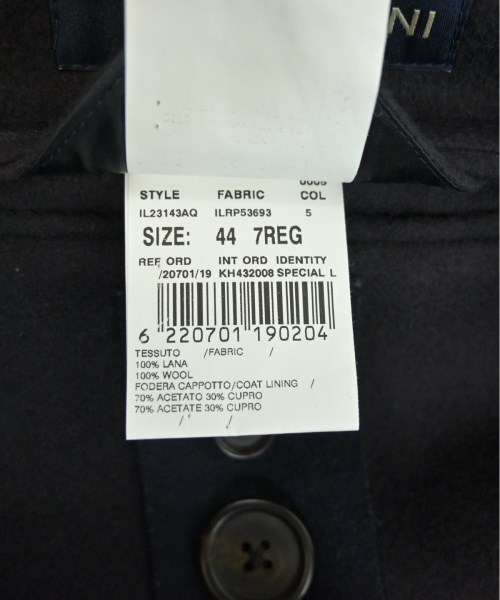 NI
0005
STYLE FABRIC COL
IL23143AQ ILRP53693 5
SIZE: 44 7REG
REF ORD INT ORD IDENTITY
/20701/19 KH432008 SPECIAL L
6 220701 190204
TESSUTO /FABRIC /
100% LANA
100% WOOL
FODERA CAPPOTTO/COAT LINING /
70% ACETATO 30% CUPRO
70% ACETATE 30% CUPRO
/ /